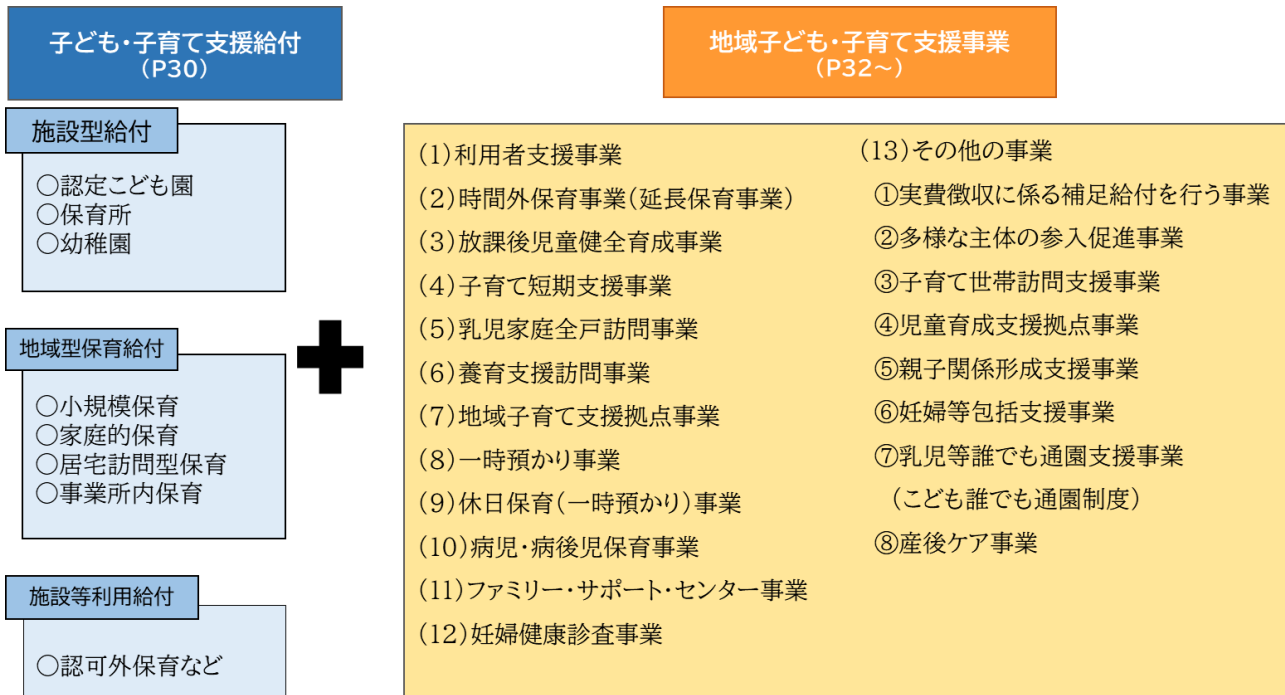 子ども・子育て支援給付
(P30)
施設型給付
○認定こども園
○保育所
○幼稚園
地域型保育給付
○小規模保育
○家庭的保育
○居宅訪問型保育
○事業所内保育
施設等利用給付
○認可外保育など
地域子ども・子育て支援事業
(P32～)
(1)利用者支援事業
(2)時間外保育事業(延長保育事業)
(3)放課後児童健全育成事業
(4)子育て短期支援事業
(5)乳児家庭全戸訪問事業
(6)養育支援訪問事業
(7)地域子育て支援拠点事業
(8)一時預かり事業
(9)休日保育(一時預かり)事業
(10)病児・病後児保育事業
(11)ファミリー・サポート・センター事業
(12)妊婦健康診査事業
(13)その他の事業
①実費徴収に係る補足給付を行う事業
②多様な主体の参入促進事業
③子育て世帯訪問支援事業
④児童育成支援拠点事業
⑤親子関係形成支援事業
⑥妊婦等包括支援事業
⑦乳児等誰でも通園支援事業
(こども誰でも通園制度)
⑧産後ケア事業